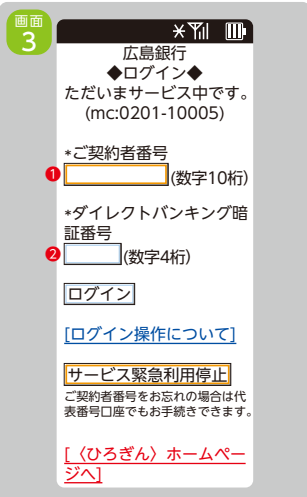 画面
3
広島銀行
◆ログイン◆
ただいまサービス中です。
(mc:0201-10005)
*ご契約者番号
❶ (数字10桁)
*ダイレクトバンキング暗
証番号
❷ (数字4桁)
ログイン
[ログイン操作について]
サービス緊急利用停止
ご契約者番号をお忘れの場合は代
表番号口座でもお手続きできます。
[〈ひろぎん〉ホームペー
ジへ]